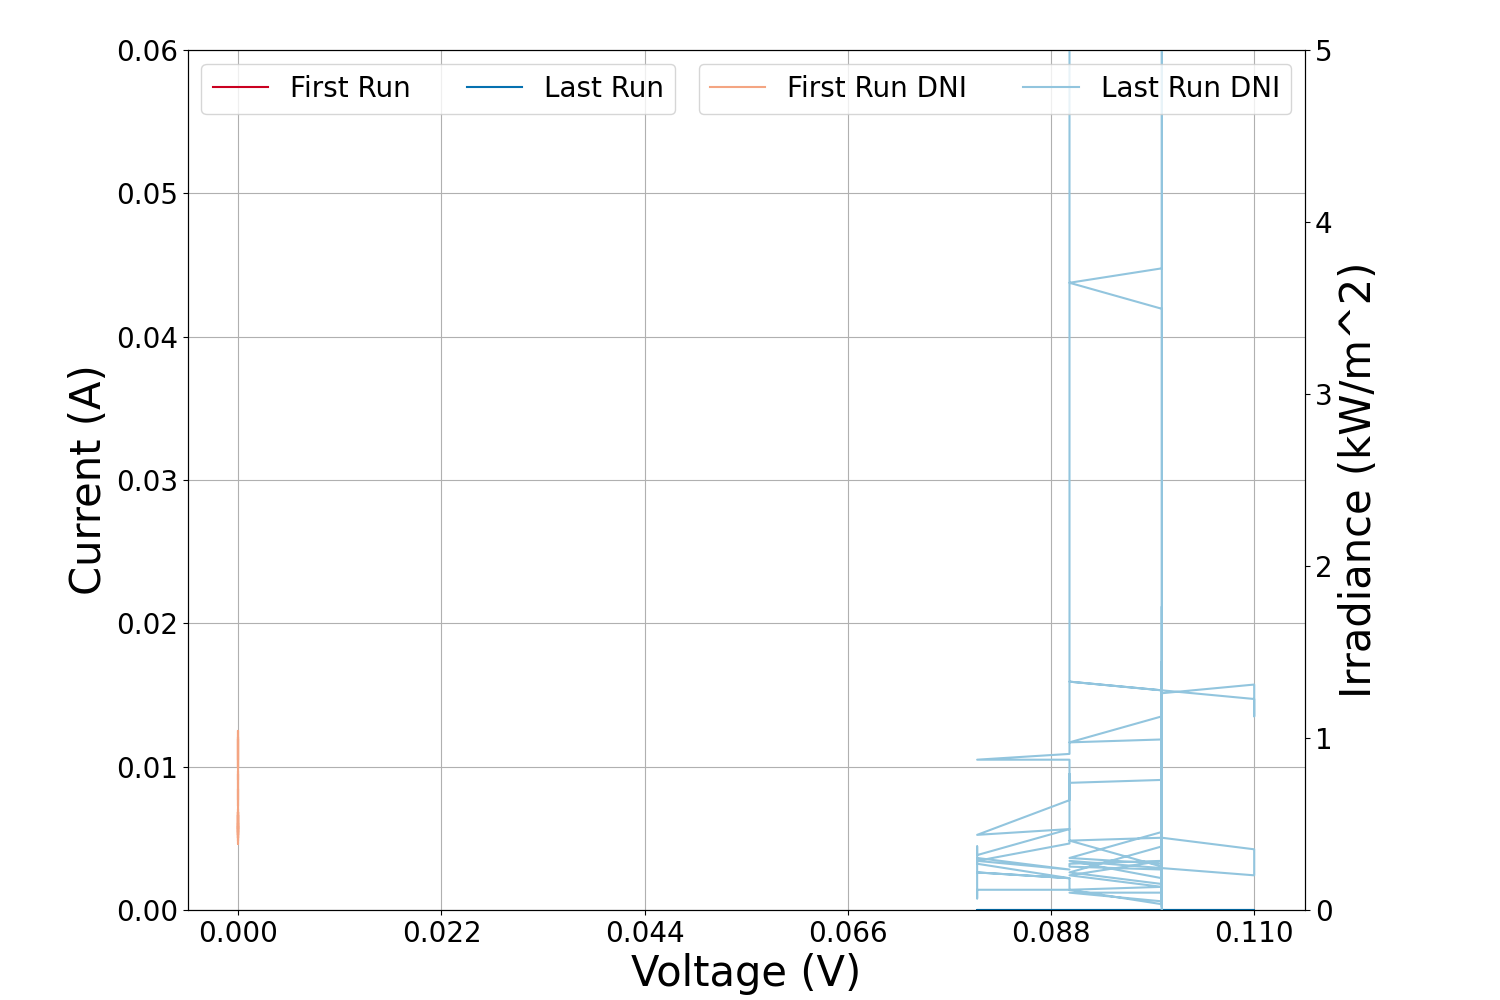 First Run
Last Run
First Run DNI
Last Run DNI
0.06
0.05
0.04
0.03
0.02
0.01
0.00
Current (A)
5
4
3
2
1
0
Irradiance (kW/m^2)
0.000 0.022 0.044 0.066 0.088 0.110
Voltage (V)